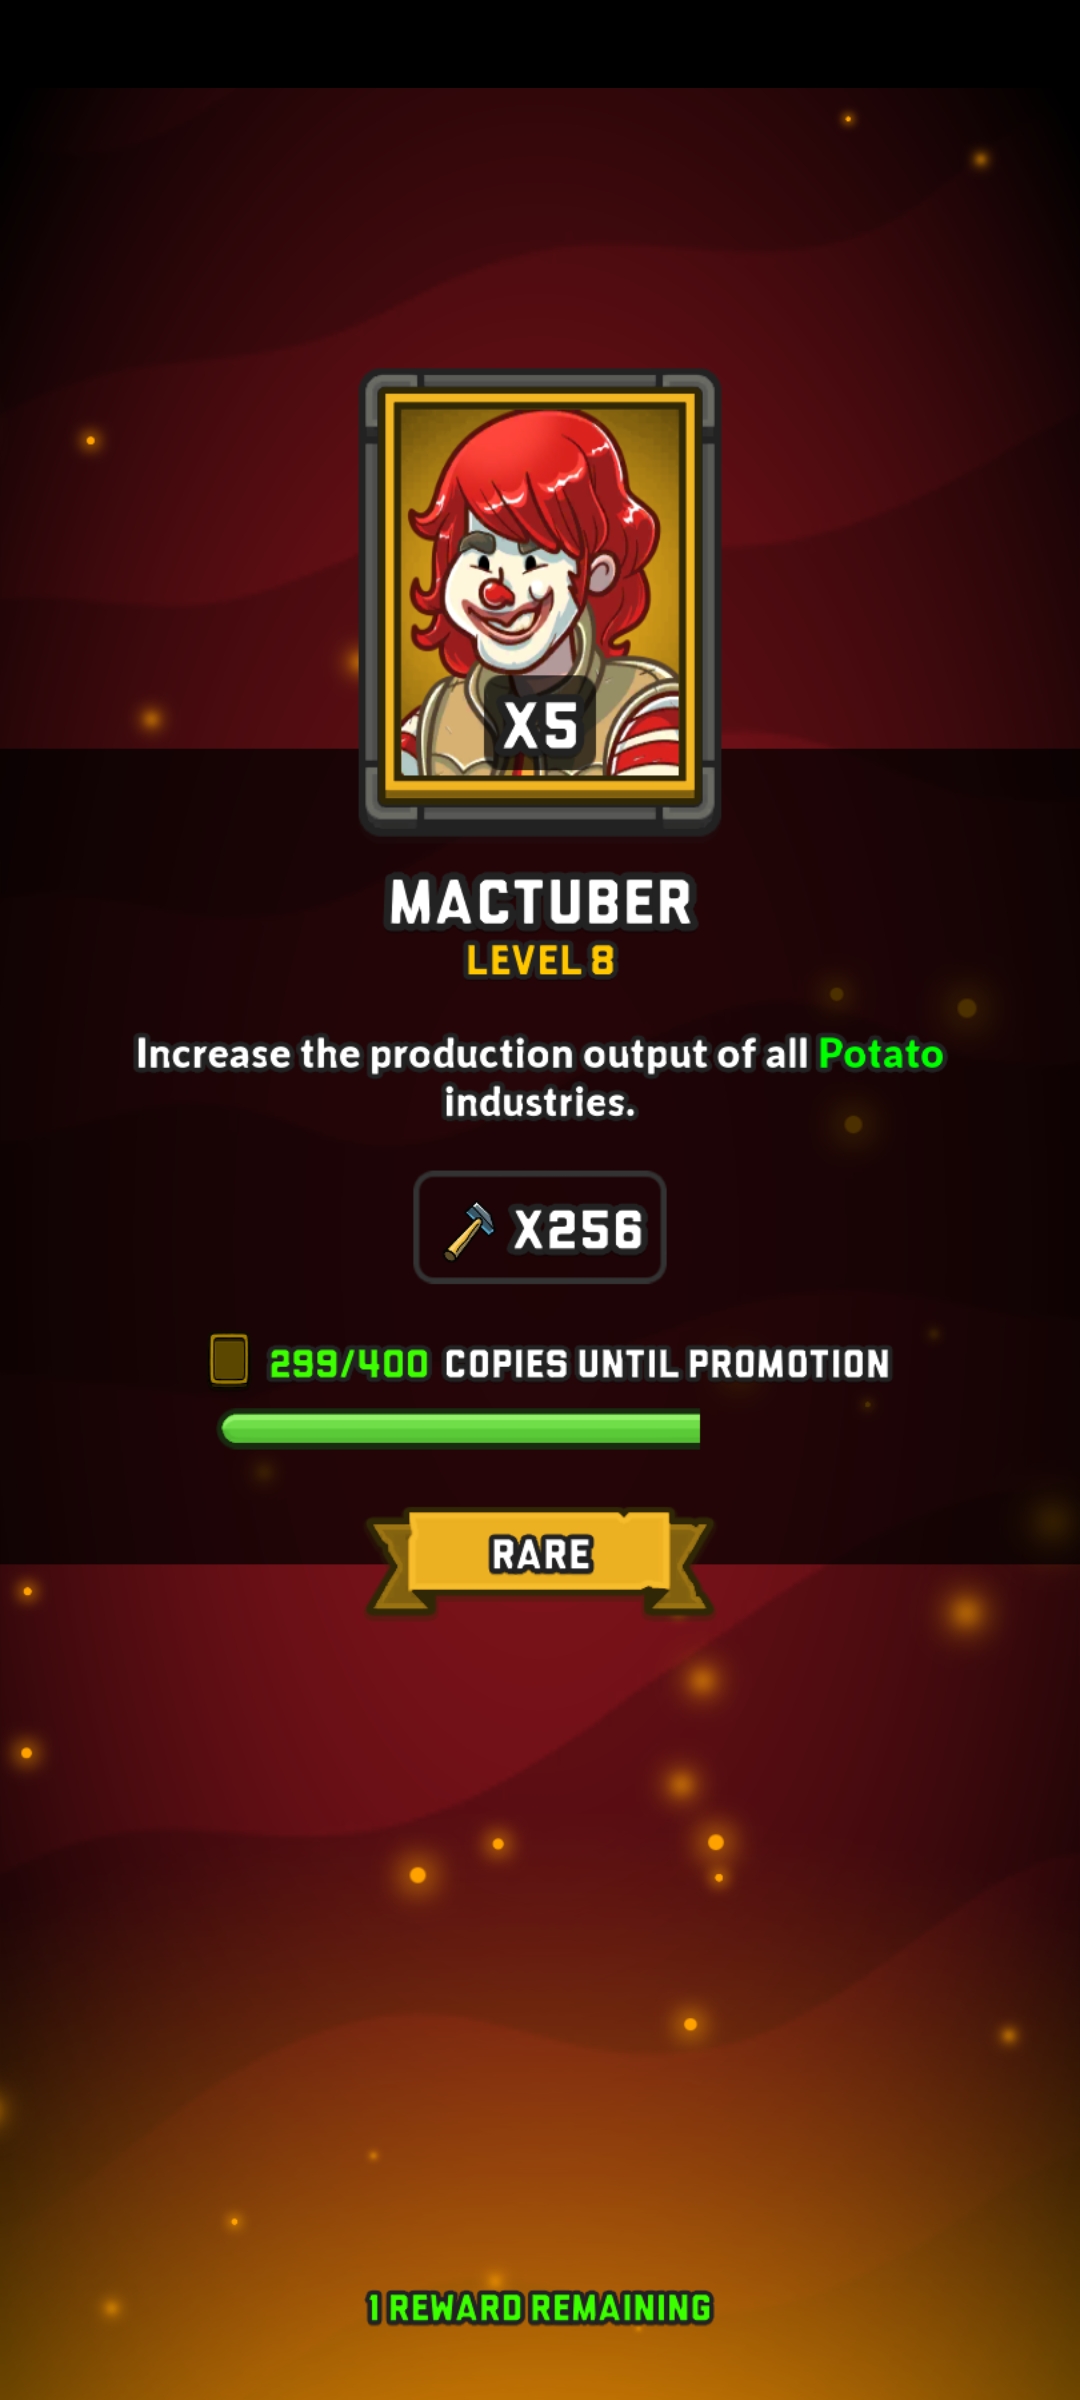 X5
MACTUBER
LEVEL 8
Increase the production output of all Potato
industries.
X256
299/400 COPIES UNTIL PROMOTION
RARE
1 REWARD REMAINING